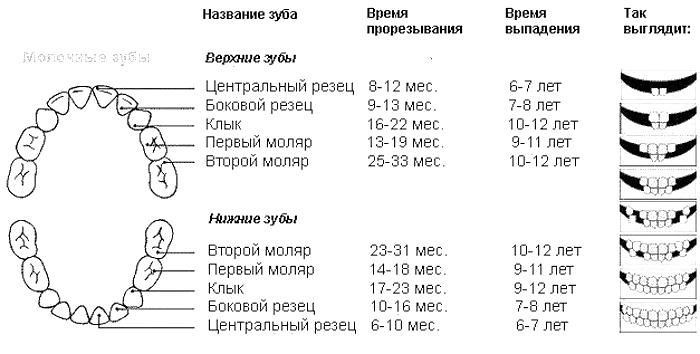 Название зуба Время прорезывания Время выпадения Так выглядит:
Молочные зубы
Верхние зубы
Центральный резец 8-12 мес. 6-7 лет
Боковой резец 9-13 мес. 7-8 лет
Клык 16-22 мес. 10-12 лет
Первый моляр 13-19 мес. 9-11 лет
Второй моляр 25-33 мес. 10-12 лет
Нижние зубы
Второй моляр 23-31 мес. 10-12 лет
Первый моляр 14-18 мес. 9-11 лет
Клык 17-23 мес. 9-12 лет
Боковой резец 10-16 мес. 7-8 лет
Центральный резец 6-10 мес. 6-7 лет